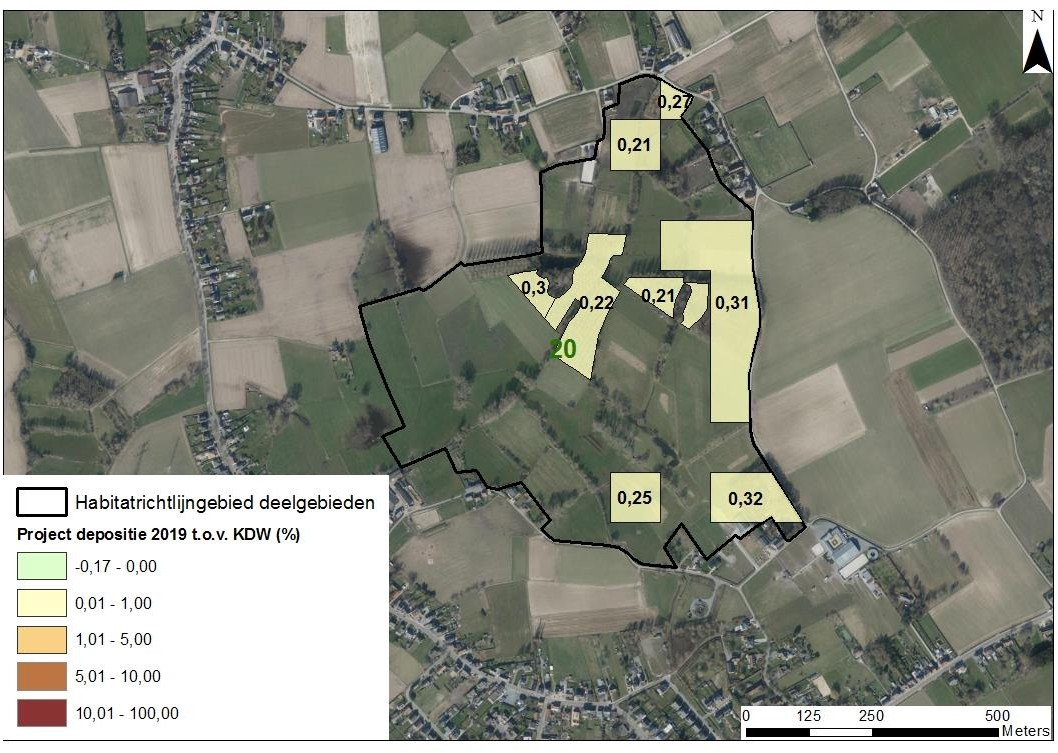 N
0,27
0,21
0,3
0,22
0,21
0,31
20
0,25
0,32
Habitatrichtlijngebied deelgebieden
Project depositie 2019 t.o.v. KDW (%)
-0,17 - 0,00
0,01 - 1,00
1,01 - 5,00
5,01 - 10,00
10,01 - 100,00
0 125 250 500
Meters